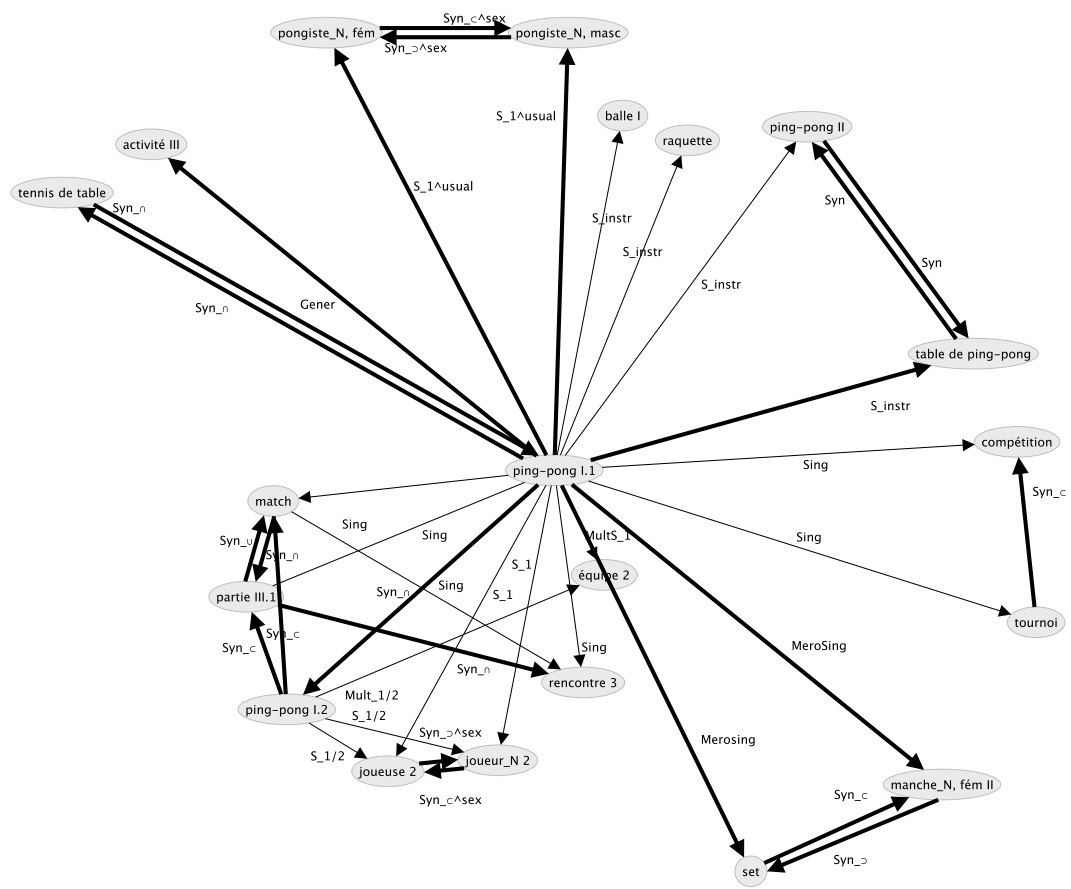 Syn_⊂^sex
pongiste_N, fém
pongiste_N, masc
Syn_⊃^sex
balle I
S_1^usual
ping-pong II
raquette
activité III
S_1^usual
tennis de table
Syn_∩
Syn
S_instr
S_instr
Syn
S_instr
Gener
Syn_∩
table de ping-pong
S_instr
compétition
Sing
ping-pong I.1
Syn_⊂
match
Sing
Sing
MultS_1
Sing
Syn_∪
Syn_∩
S_1
équipe 2
Sing
Syn_∩
S_1
partie III.1
tournoi
Syn_⊂
Syn_⊂
Sing
MeroSing
Syn_∩
rencontre 3
Mult_1/2
ping-pong I.2
S_1/2
Syn_⊃^sex
Merosing
S_1/2
joueur_N 2
joueuse 2
manche_N, fém II
Syn_⊂^sex
Syn_⊂
Syn_⊃
set